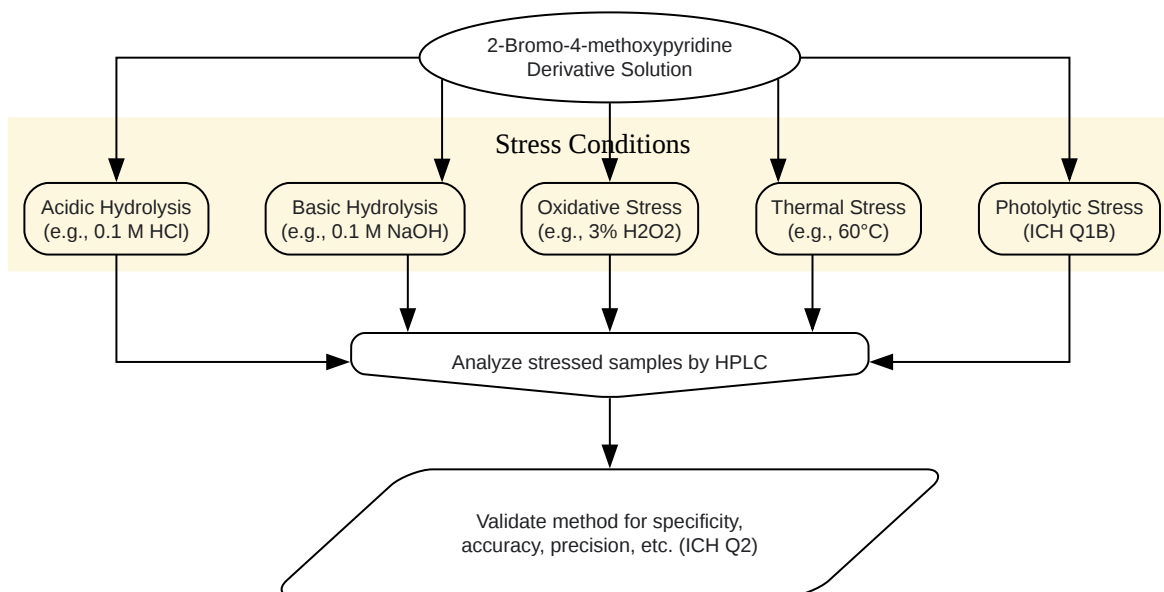 2-Bromo-4-methoxypyridine
Derivative Solution
Stress Conditions
Acidic Hydrolysis
(e.g., 0.1 M HCl)
Basic Hydrolysis
(e.g., 0.1 M NaOH)
Oxidative Stress
(e.g., 3% H2O2)
Thermal Stress
(e.g., 60°C)
Photolytic Stress
(ICH Q1B)
Analyze stressed samples by HPLC
Validate method for specificity,
accuracy, precision, etc. (ICH Q2)